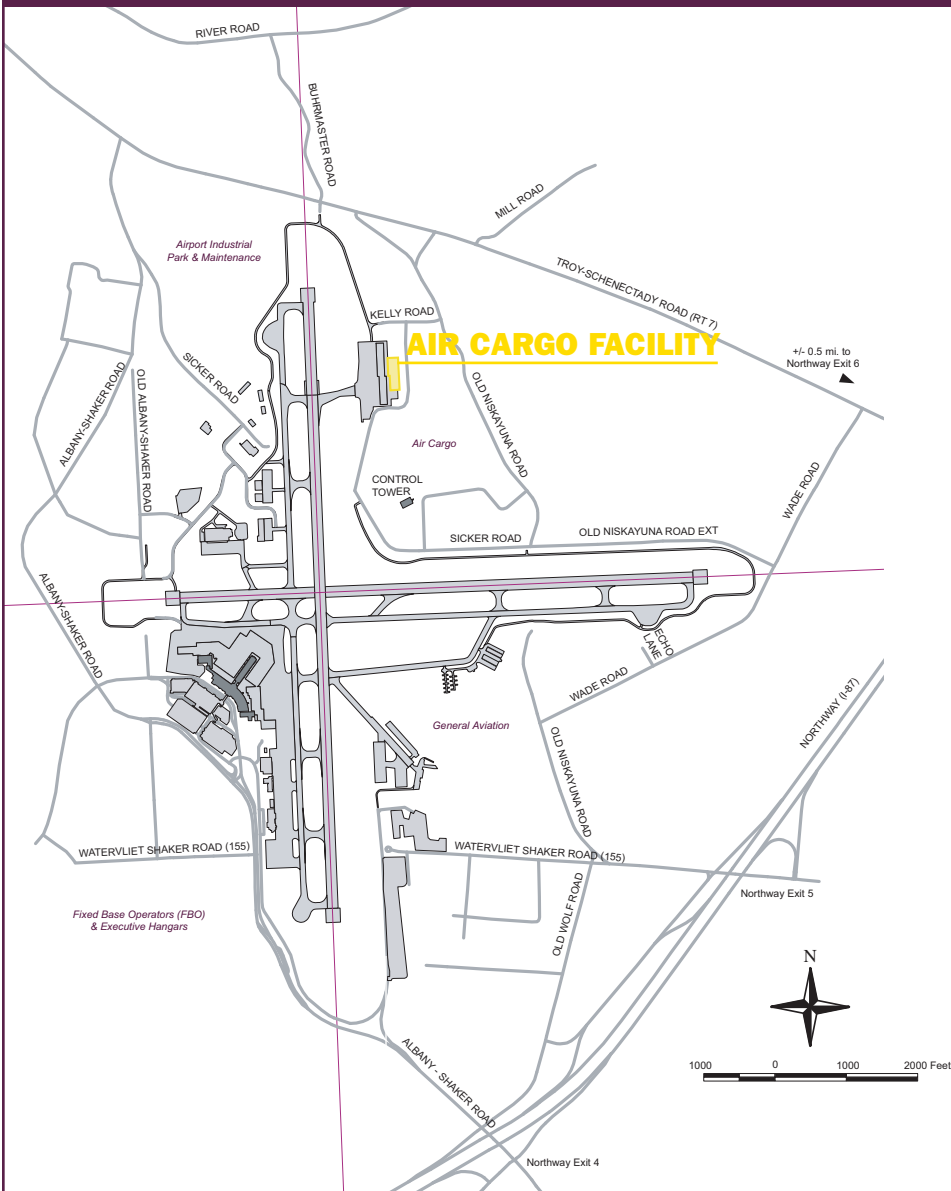 RIVER ROAD
BUHRMASTER ROAD
MILL ROAD
Airport Industrial
Park & Maintenance
TROY-SCHENECTADY ROAD (RT 7)
KELLY ROAD
AIR CARGO FACILITY
+/- 0.5 mi. to
Northway Exit 6
ALBANY-SHAKER ROAD
OLD ALBANY-SHAKER ROAD
SICKER ROAD
OLD NISKAYUNA ROAD
Air Cargo
CONTROL
TOWER
WADE ROAD
SICKER ROAD
OLD NISKAYUNA ROAD EXT
ALBANY-SHAKER ROAD
ECHO
LANE
WADE ROAD
NORTHWAY (I-87)
General Aviation
OLD NISKAYUNA ROAD
WATERVLIET SHAKER ROAD (155)
WATERVLIET SHAKER ROAD (155)
Northway Exit 5
OLD WOLF ROAD
Fixed Base Operators (FBO)
& Executive Hangars
N
1000 0 1000 2000 Feet
ALBANY - SHAKER ROAD
Northway Exit 4